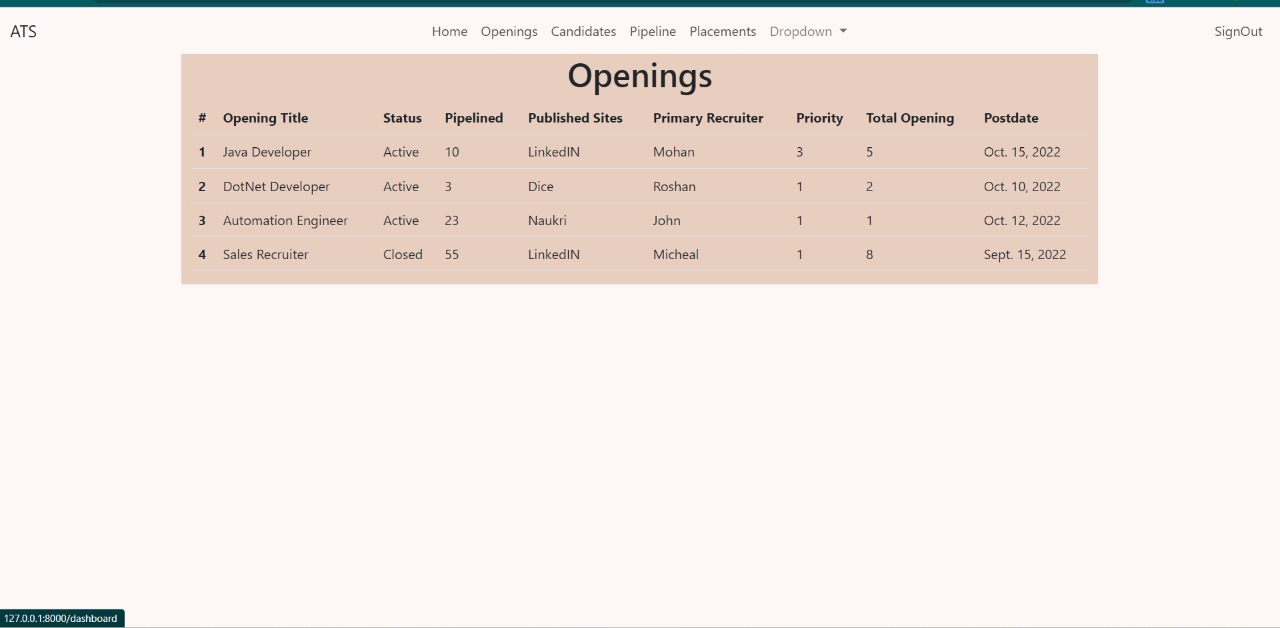 ATS Home Openings Candidates Pipeline Placements Dropdown SignOut
Openings
# Opening Title Status Pipelined Published Sites Primary Recruiter Priority Total Opening Postdate
1 Java Developer Active 10 LinkedIN Mohan 3 5 Oct. 15, 2022
2 DotNet Developer Active 3 Dice Roshan 1 2 Oct. 10, 2022
3 Automation Engineer Active 23 Naukri John 1 1 Oct. 12, 2022
4 Sales Recruiter Closed 55 LinkedIN Micheal 1 8 Sept. 15, 2022
127.0.0.1:8000/dashboard